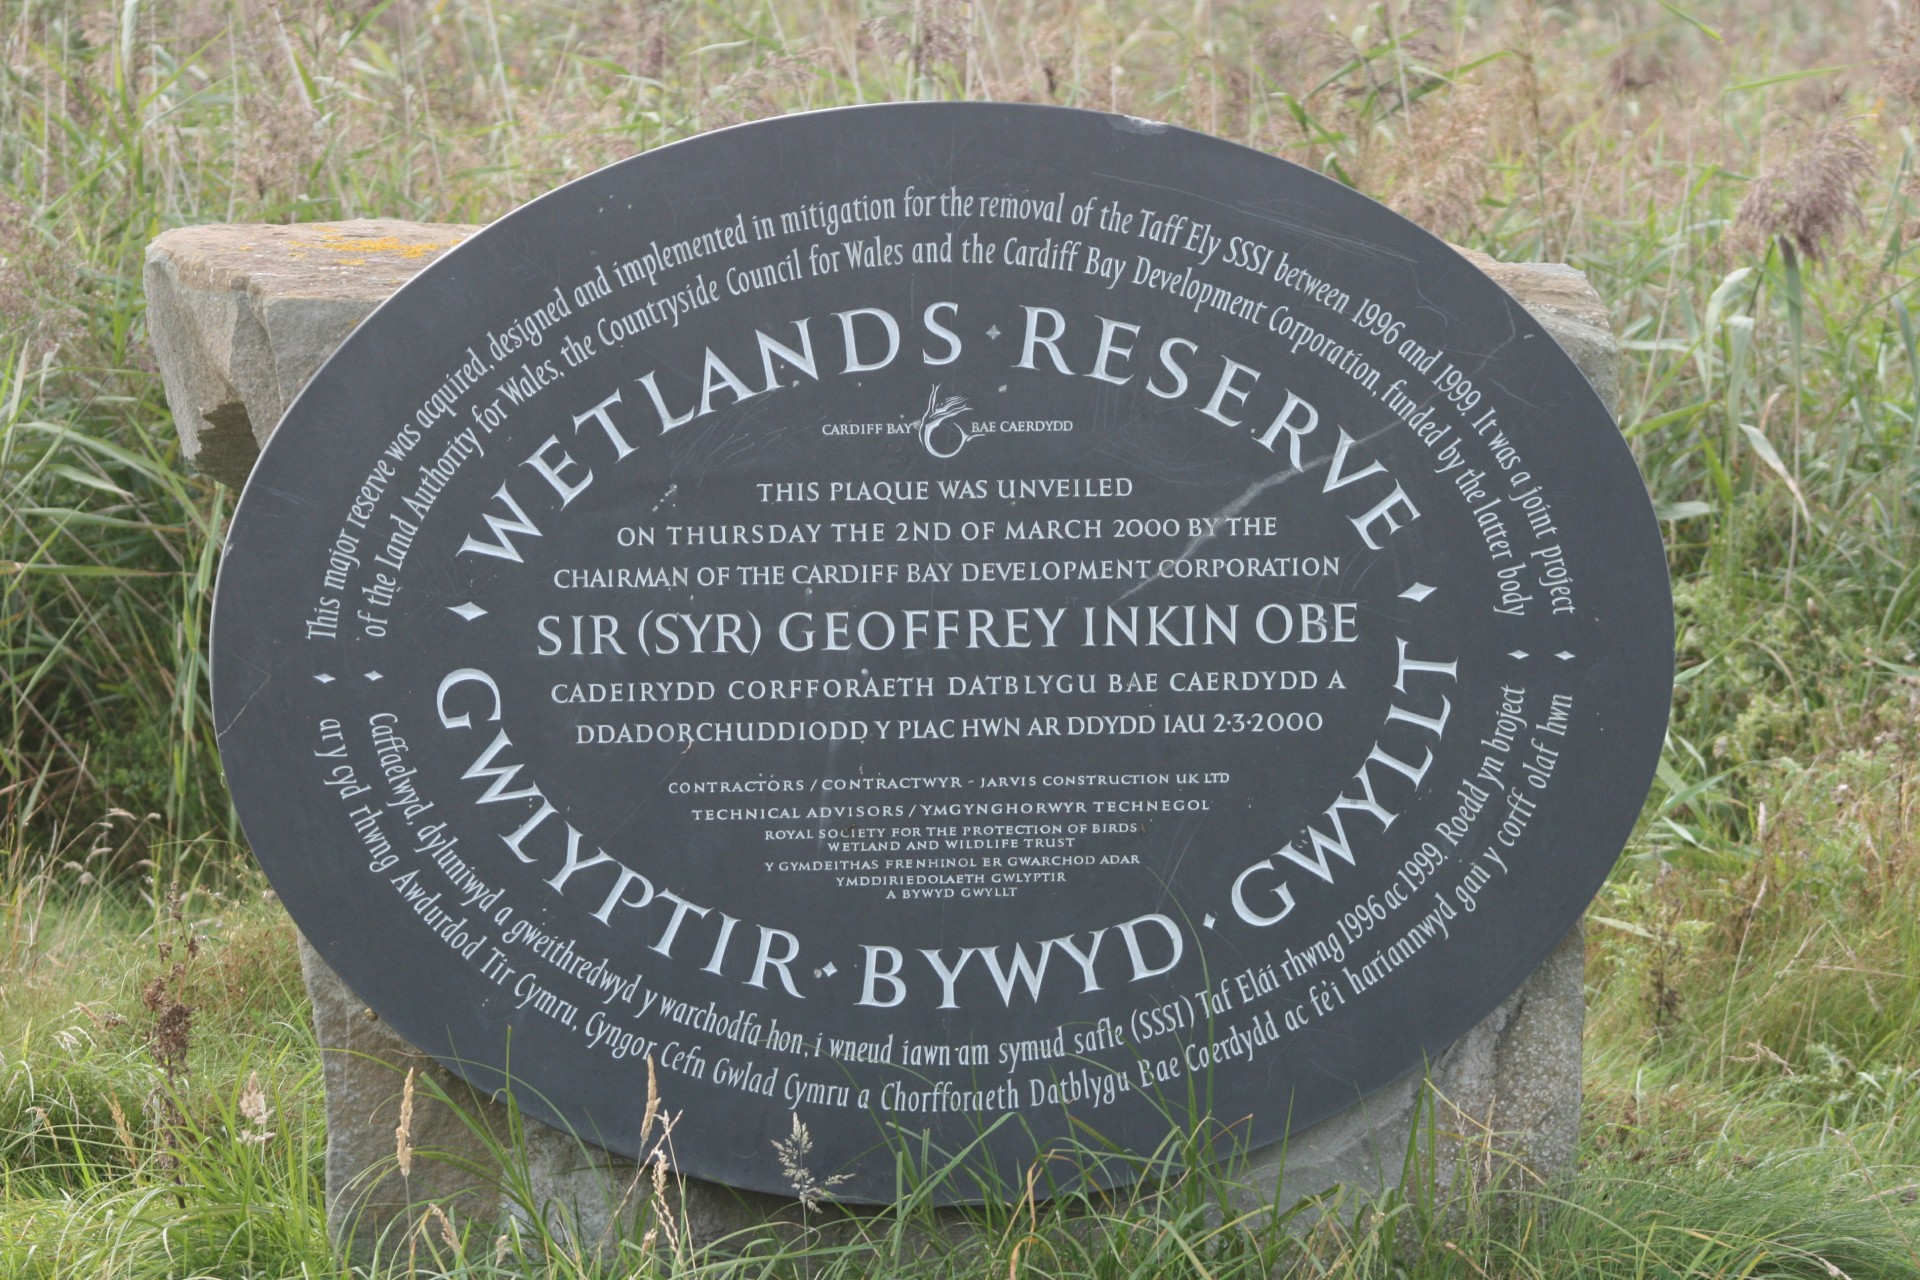 This major reserve was acquired, designed and implemented in mitigation for the removal of the Taff Ely SSSI between 1996 and 1999. It was a joint project
of the Land Authority for Wales, the Countryside Council for Wales and the Cardiff Bay Development Corporation, funded by the latter body
WETLANDS · RESERVE
CARDIFF BAY BAE CAERDYDD
THIS PLAQUE WAS UNVEILED
ON THURSDAY THE 2ND OF MARCH 2000 BY THE
CHAIRMAN OF THE CARDIFF BAY DEVELOPMENT CORPORATION
SIR (SYR) GEOFFREY INKIN OBE
CADEIRYDD CORFFORAETH DATBLYGU BAE CAERDYDD A
DDADORCHUDDIODD Y PLAC HWN AR DDYDD IAU 2·3·2000
CONTRACTORS / CONTRACTWYR - JARVIS CONSTRUCTION UK LTD
TECHNICAL ADVISORS / YMGYNGHORWYR TECHNEGOL
ROYAL SOCIETY FOR THE PROTECTION OF BIRDS
WETLAND AND WILDLIFE TRUST
Y GYMDEITHAS FRENHINOL ER GWARCHOD ADAR
YMDDIRIEDOLAETH GWLYPTIR
A BYWYD GWYLLT
GWLYPTIR · BYWYD · GWYLLT
Caffaelwyd, dyluniwyd a gweithredwyd y warchodfa hon, i wneud iawn am symud safle (SSSI) Taf Elái rhwng 1996 ac 1999. Roedd yn broject
ar y cyd rhwng Awdurdod Tir Cymru, Cyngor Cefn Gwlad Cymru a Chorfforaeth Datblygu Bae Caerdydd ac fe'i hariannwyd gan y corff olaf hwn